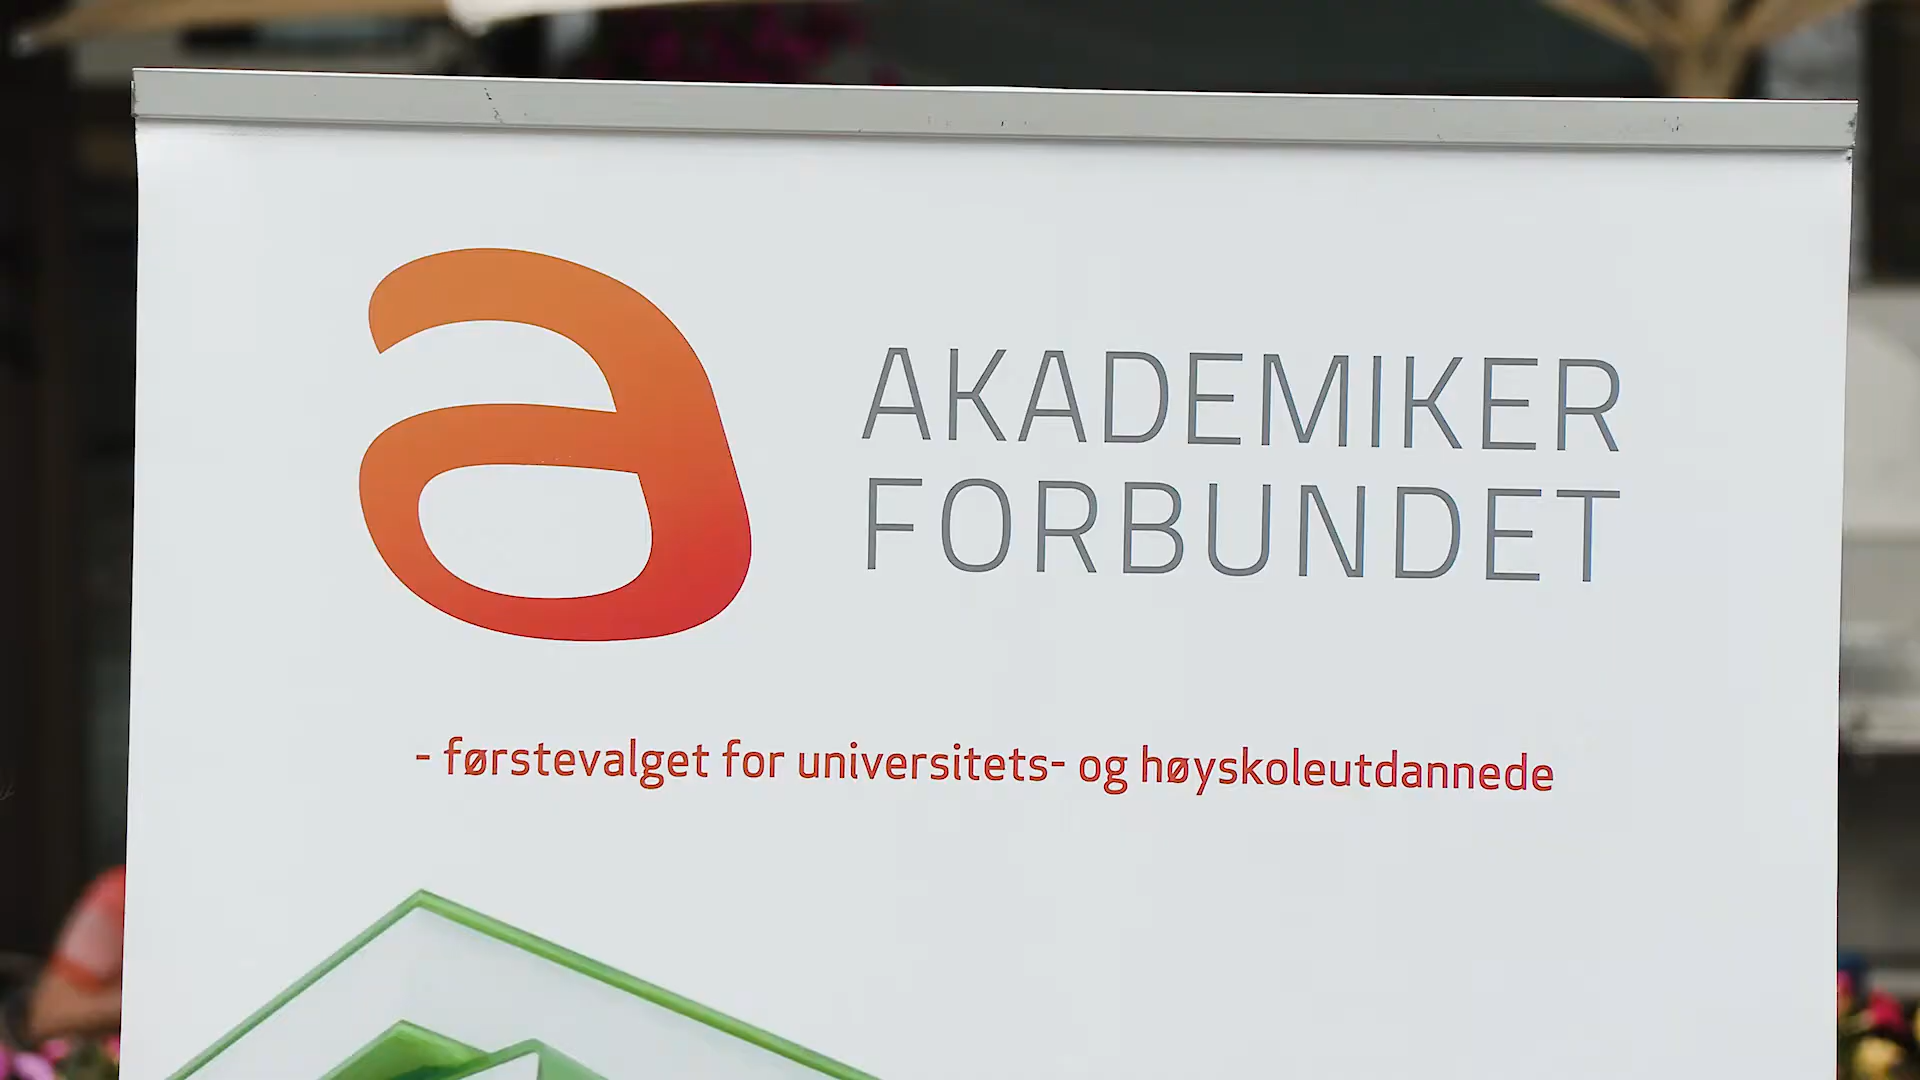 a
AKADEMIKER
FORBUNDET
- førstevalget for universitets- og høyskoleutdannede